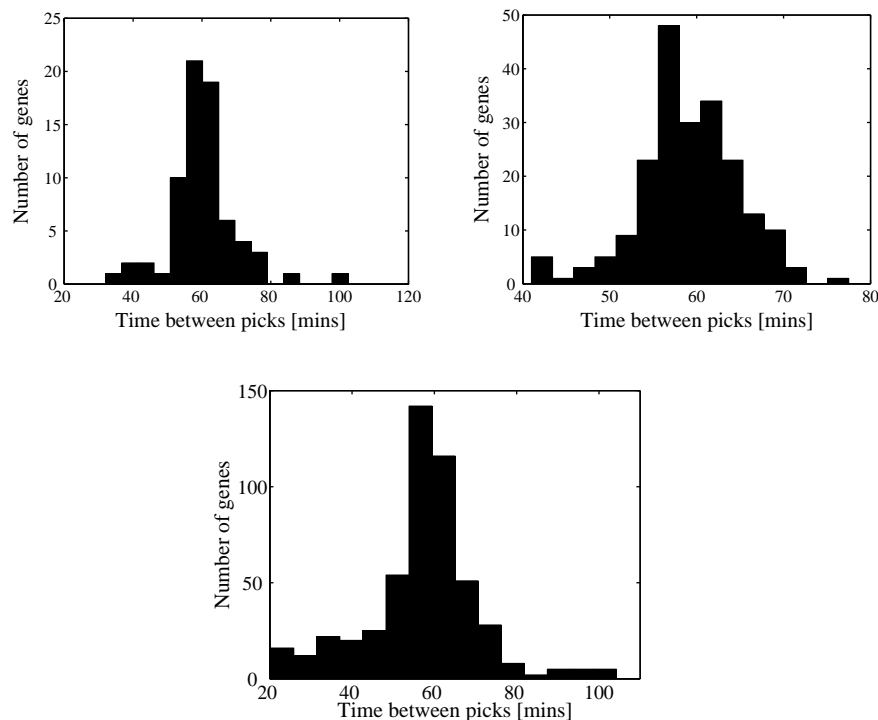 25
20
15
10
5
0
Number of genes
20 40 60 80 100 120
Time between picks [mins]
50
40
30
20
10
0
Number of genes
40 50 60 70 80
Time between picks [mins]
150
100
50
0
Number of genes
20 40 60 80 100
Time between picks [mins]